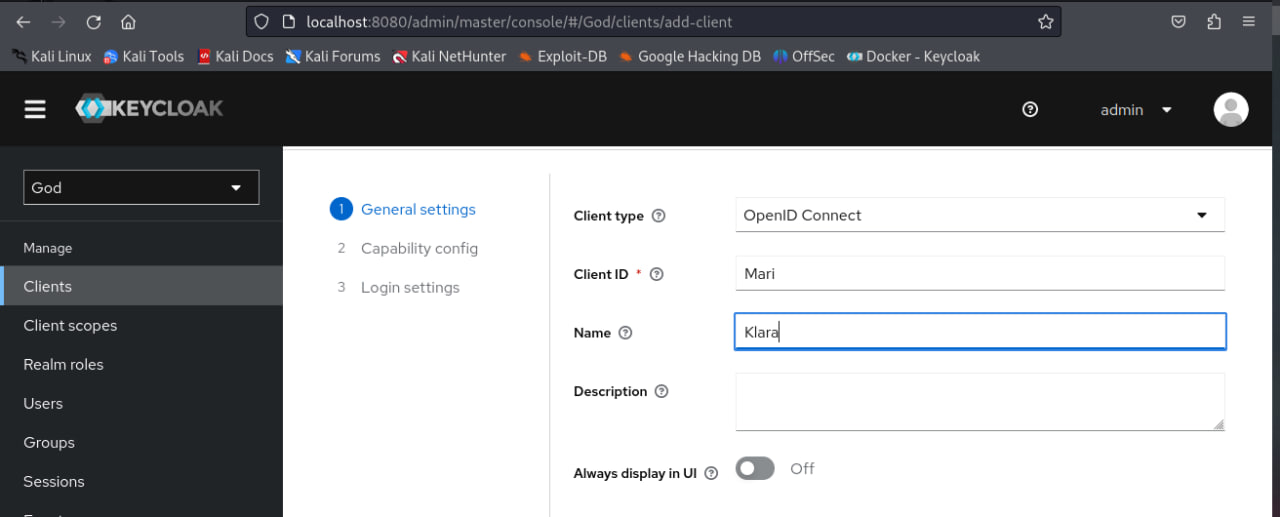 localhost:8080/admin/master/console/#/God/clients/add-client
Kali Linux Kali Tools Kali Docs Kali Forums Kali NetHunter Exploit-DB Google Hacking DB OffSec Docker - Keycloak
KEYCLOAK
admin
God
Manage
Clients
Client scopes
Realm roles
Users
Groups
Sessions
1 General settings
2 Capability config
3 Login settings
Client type OpenID Connect
Client ID * Mari
Name Klara
Description
Always display in UI Off